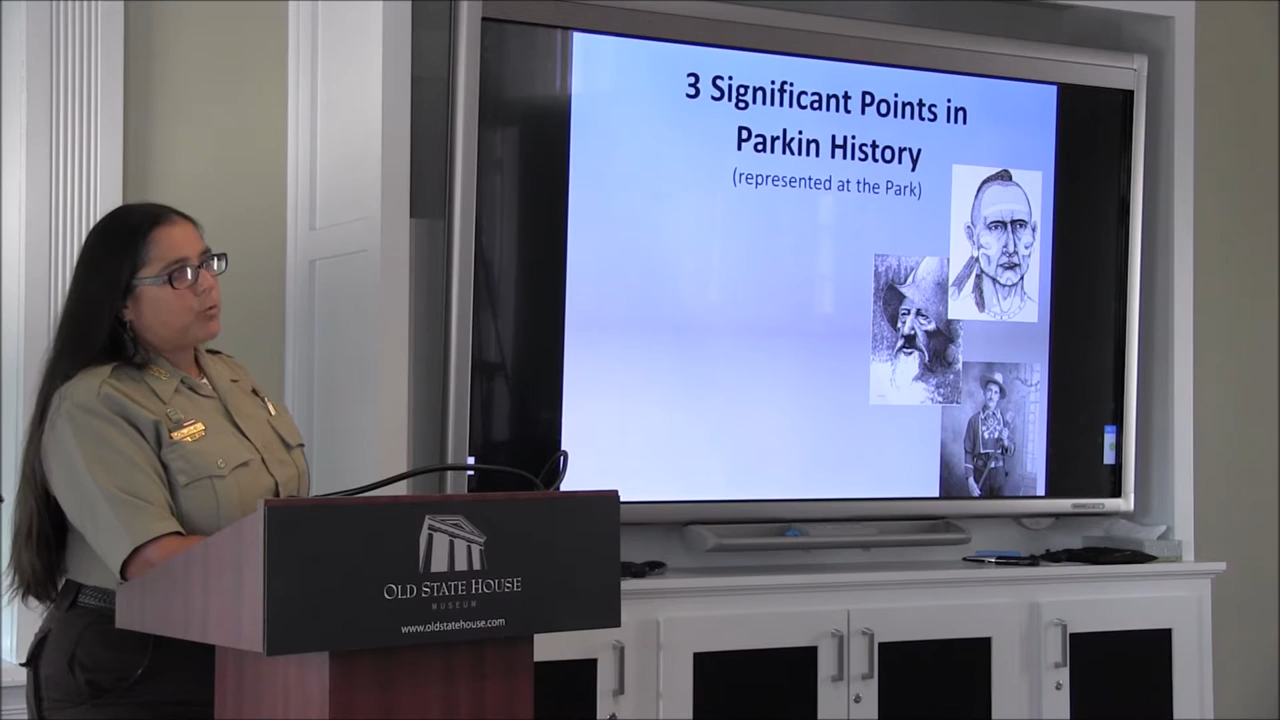 3 Significant Points in
Parkin History
(represented at the Park)
OLD STATE HOUSE
MUSEUM
www.oldstatehouse.com